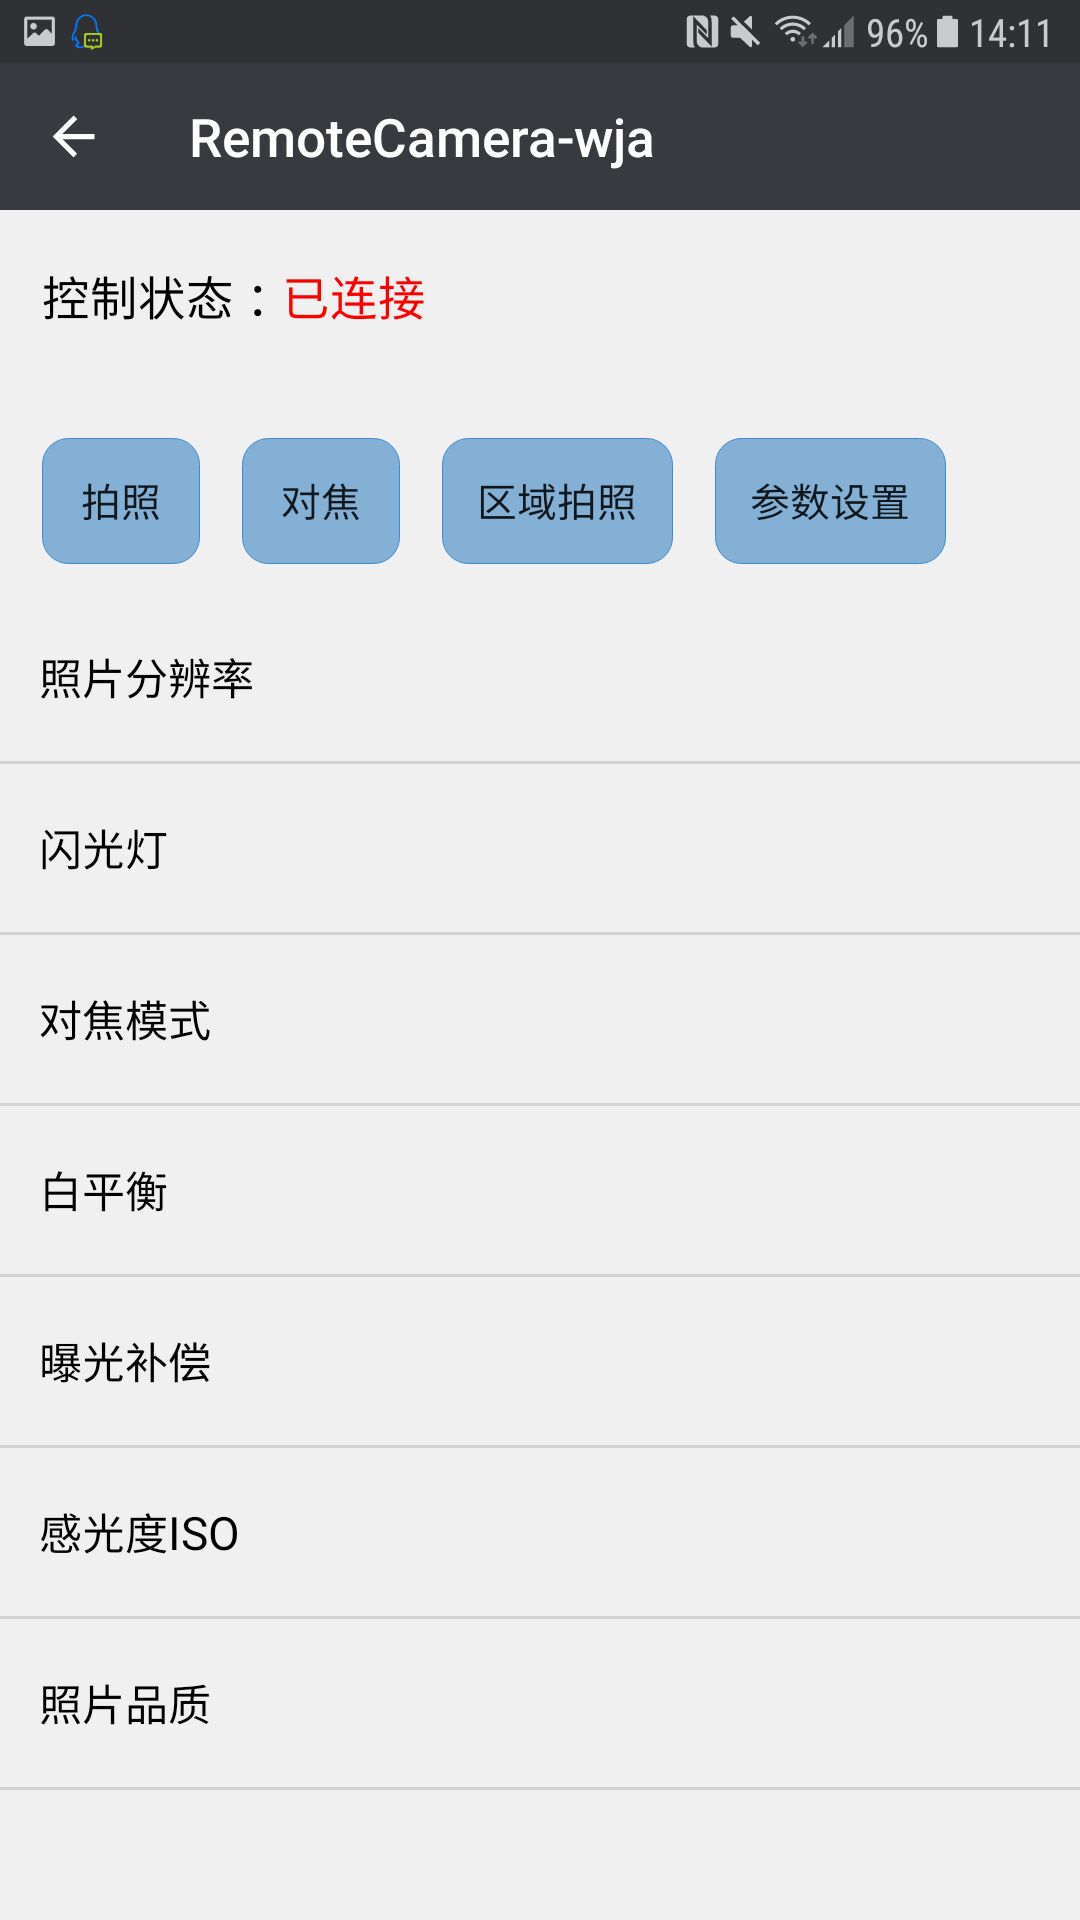 96% 14:11
RemoteCamera-wja
控制状态：已连接
拍照 对焦 区域拍照 参数设置
照片分辨率
闪光灯
对焦模式
白平衡
曝光补偿
感光度ISO
照片品质